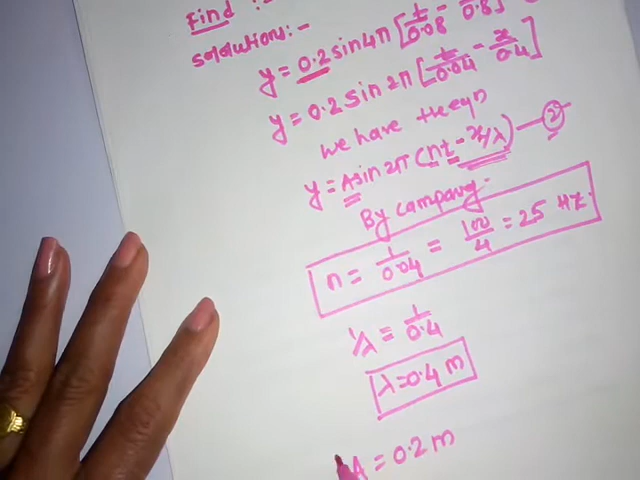 Find :-
Solution:-
y = 0.2 sin 4π [t/0.08 - x/0.8]
y = 0.2 sin 2π [t/0.04 - x/0.4]
we have the eqn
y = A sin 2π (nt - x/λ) — 2
By comparing
n = 1/0.04 = 100/4 = 25 Hz.
1/λ = 1/0.4
λ = 0.4 m
A = 0.2 m